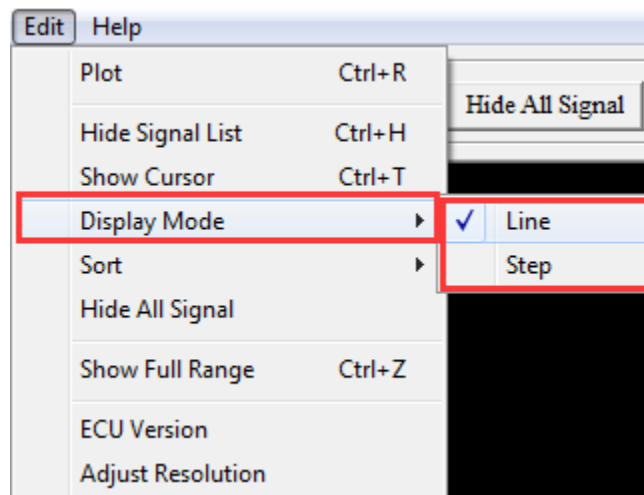 Edit Help
Plot Ctrl+R
Hide All Signal
Hide Signal List Ctrl+H
Show Cursor Ctrl+T
Display Mode
Line
Sort
Step
Hide All Signal
Show Full Range Ctrl+Z
ECU Version
Adjust Resolution